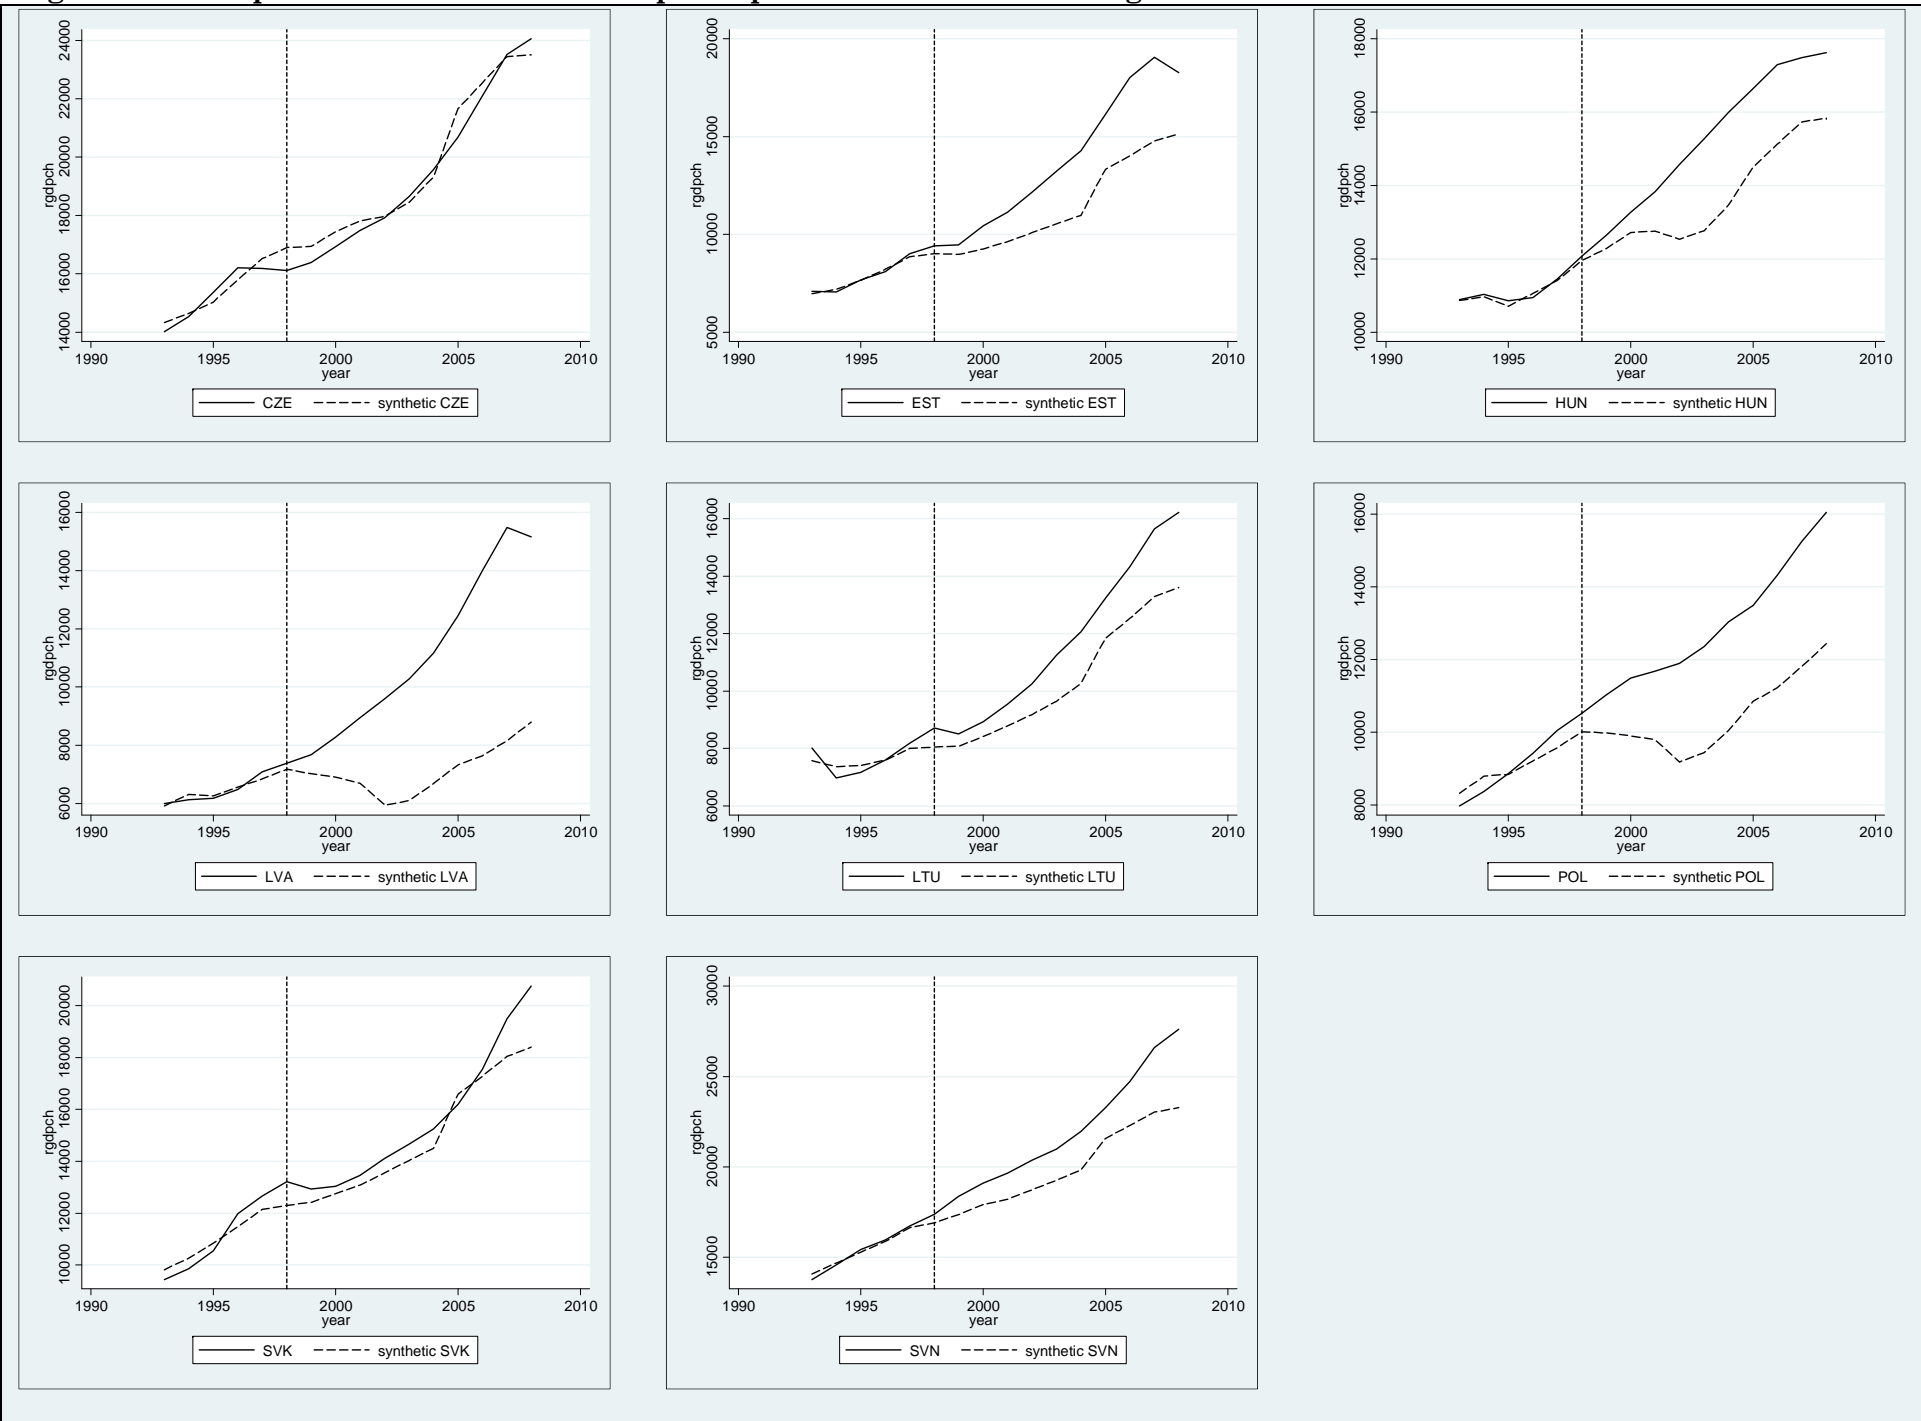 rgdpch
14000 16000 18000 20000 22000 24000
1990 1995 2000 2005 2010
year
CZE synthetic CZE
rgdpch
5000 10000 15000 20000
1990 1995 2000 2005 2010
year
EST synthetic EST
rgdpch
10000 12000 14000 16000 18000
1990 1995 2000 2005 2010
year
HUN synthetic HUN
rgdpch
6000 8000 10000 12000 14000 16000
1990 1995 2000 2005 2010
year
LVA synthetic LVA
rgdpch
6000 8000 10000 12000 14000 16000
1990 1995 2000 2005 2010
year
LTU synthetic LTU
rgdpch
8000 10000 12000 14000 16000
1990 1995 2000 2005 2010
year
POL synthetic POL
rgdpch
10000 12000 14000 16000 18000 20000
1990 1995 2000 2005 2010
year
SVK synthetic SVK
rgdpch
15000 20000 25000 30000
1990 1995 2000 2005 2010
year
SVN synthetic SVN